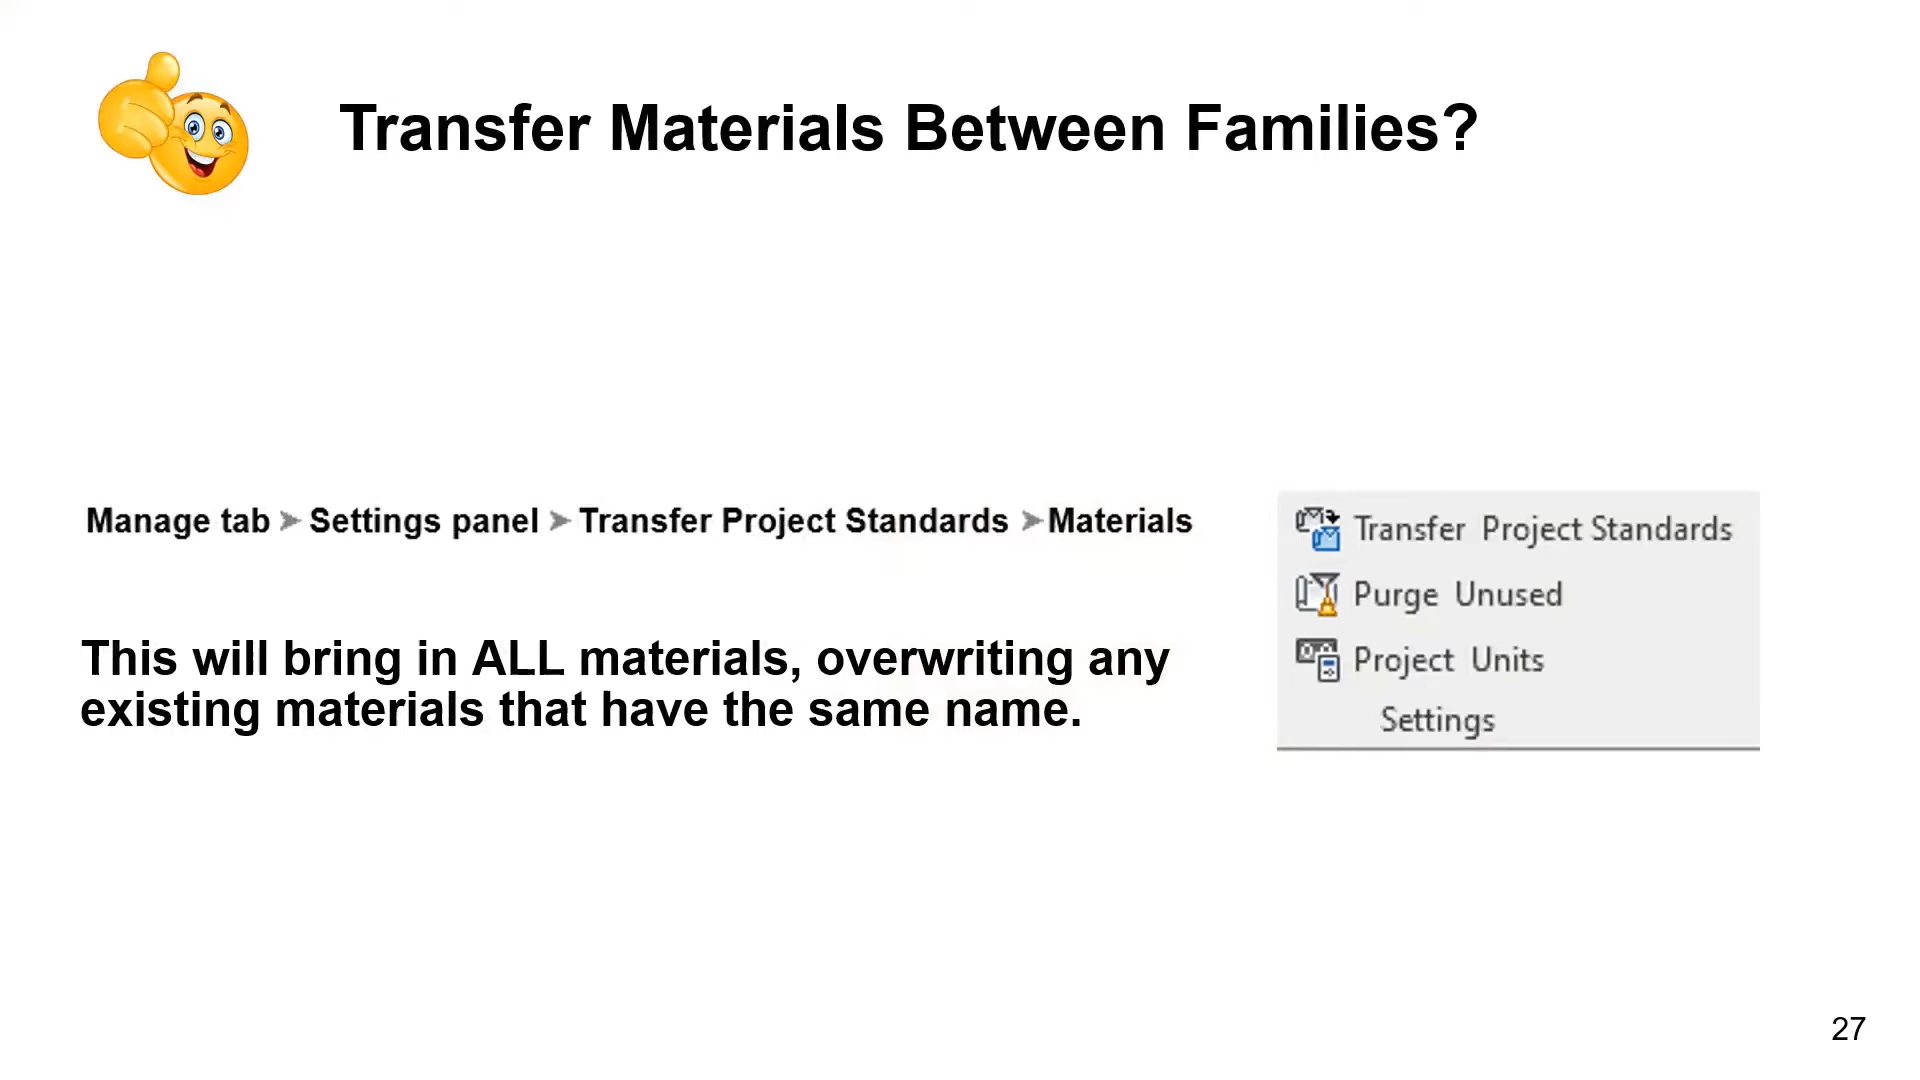 Transfer Materials Between Families?
Manage tab ➤ Settings panel ➤ Transfer Project Standards ➤ Materials
This will bring in ALL materials, overwriting any
existing materials that have the same name.
Transfer Project Standards
Purge Unused
Project Units
Settings
27